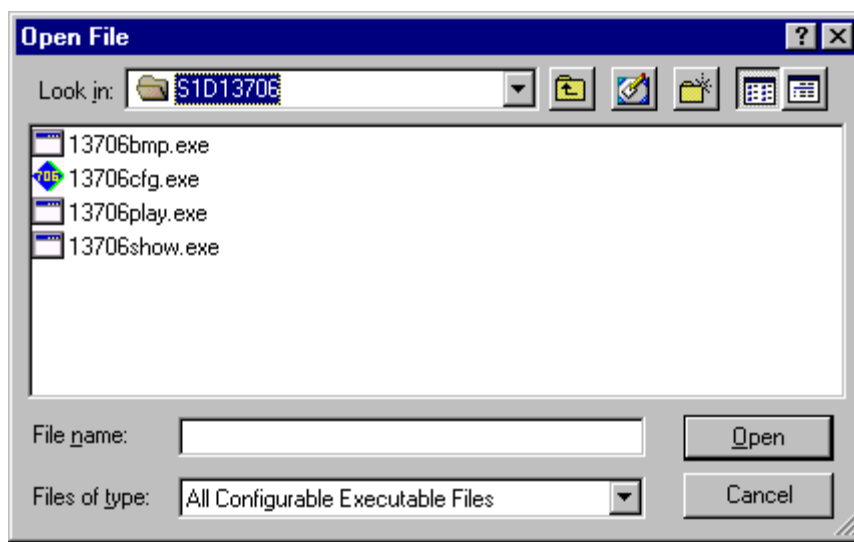 Open File
Look in: S1D13706
13706bmp.exe
706 13706cfg.exe
13706play.exe
13706show.exe
File name:
Open
Files of type: All Configurable Executable Files
Cancel